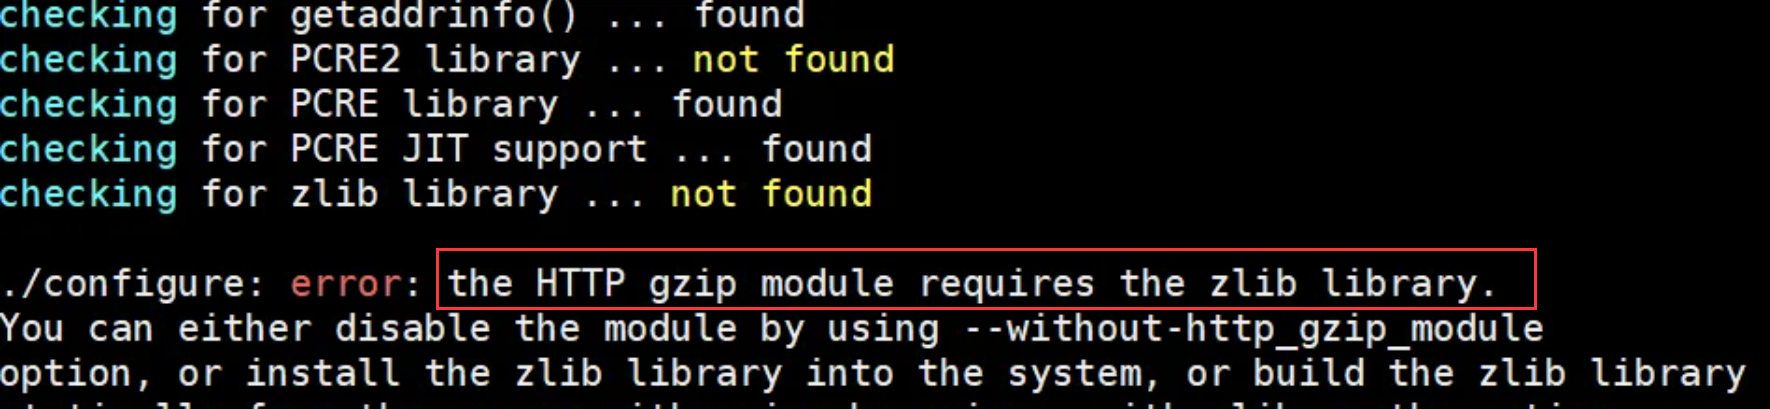 checking for getaddrinfo() ... found
checking for PCRE2 library ... not found
checking for PCRE library ... found
checking for PCRE JIT support ... found
checking for zlib library ... not found
./configure: error: the HTTP gzip module requires the zlib library.
You can either disable the module by using --without-http_gzip_module
option, or install the zlib library into the system, or build the zlib library